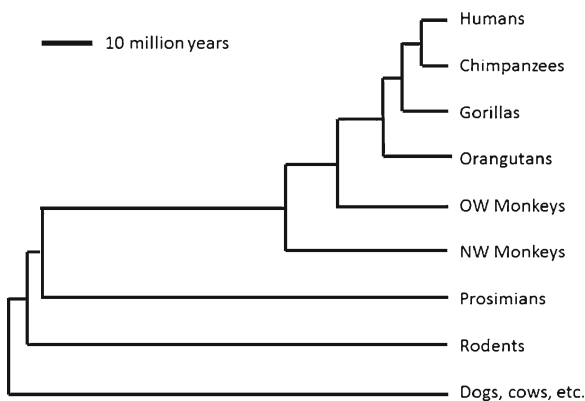 Humans
10 million years
Chimpanzees
Gorillas
Orangutans
OW Monkeys
NW Monkeys
Prosimians
Rodents
Dogs, cows, etc.